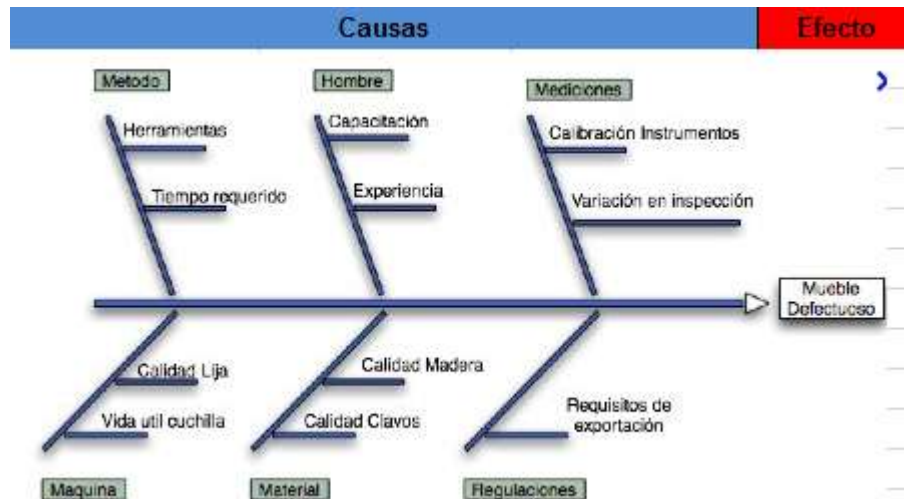 Causas
Efecto
Metodo
Hombre
Mediciones
Herramientas
Capacitación
Calibración Instrumentos
Tiempo requerido
Experiencia
Variación en inspección
Mueble
Defectuoso
Calidad Lija
Calidad Madera
Vida util cuchilla
Calidad Clavos
Requisitos de
exportación
Maquina
Material
Regulaciones